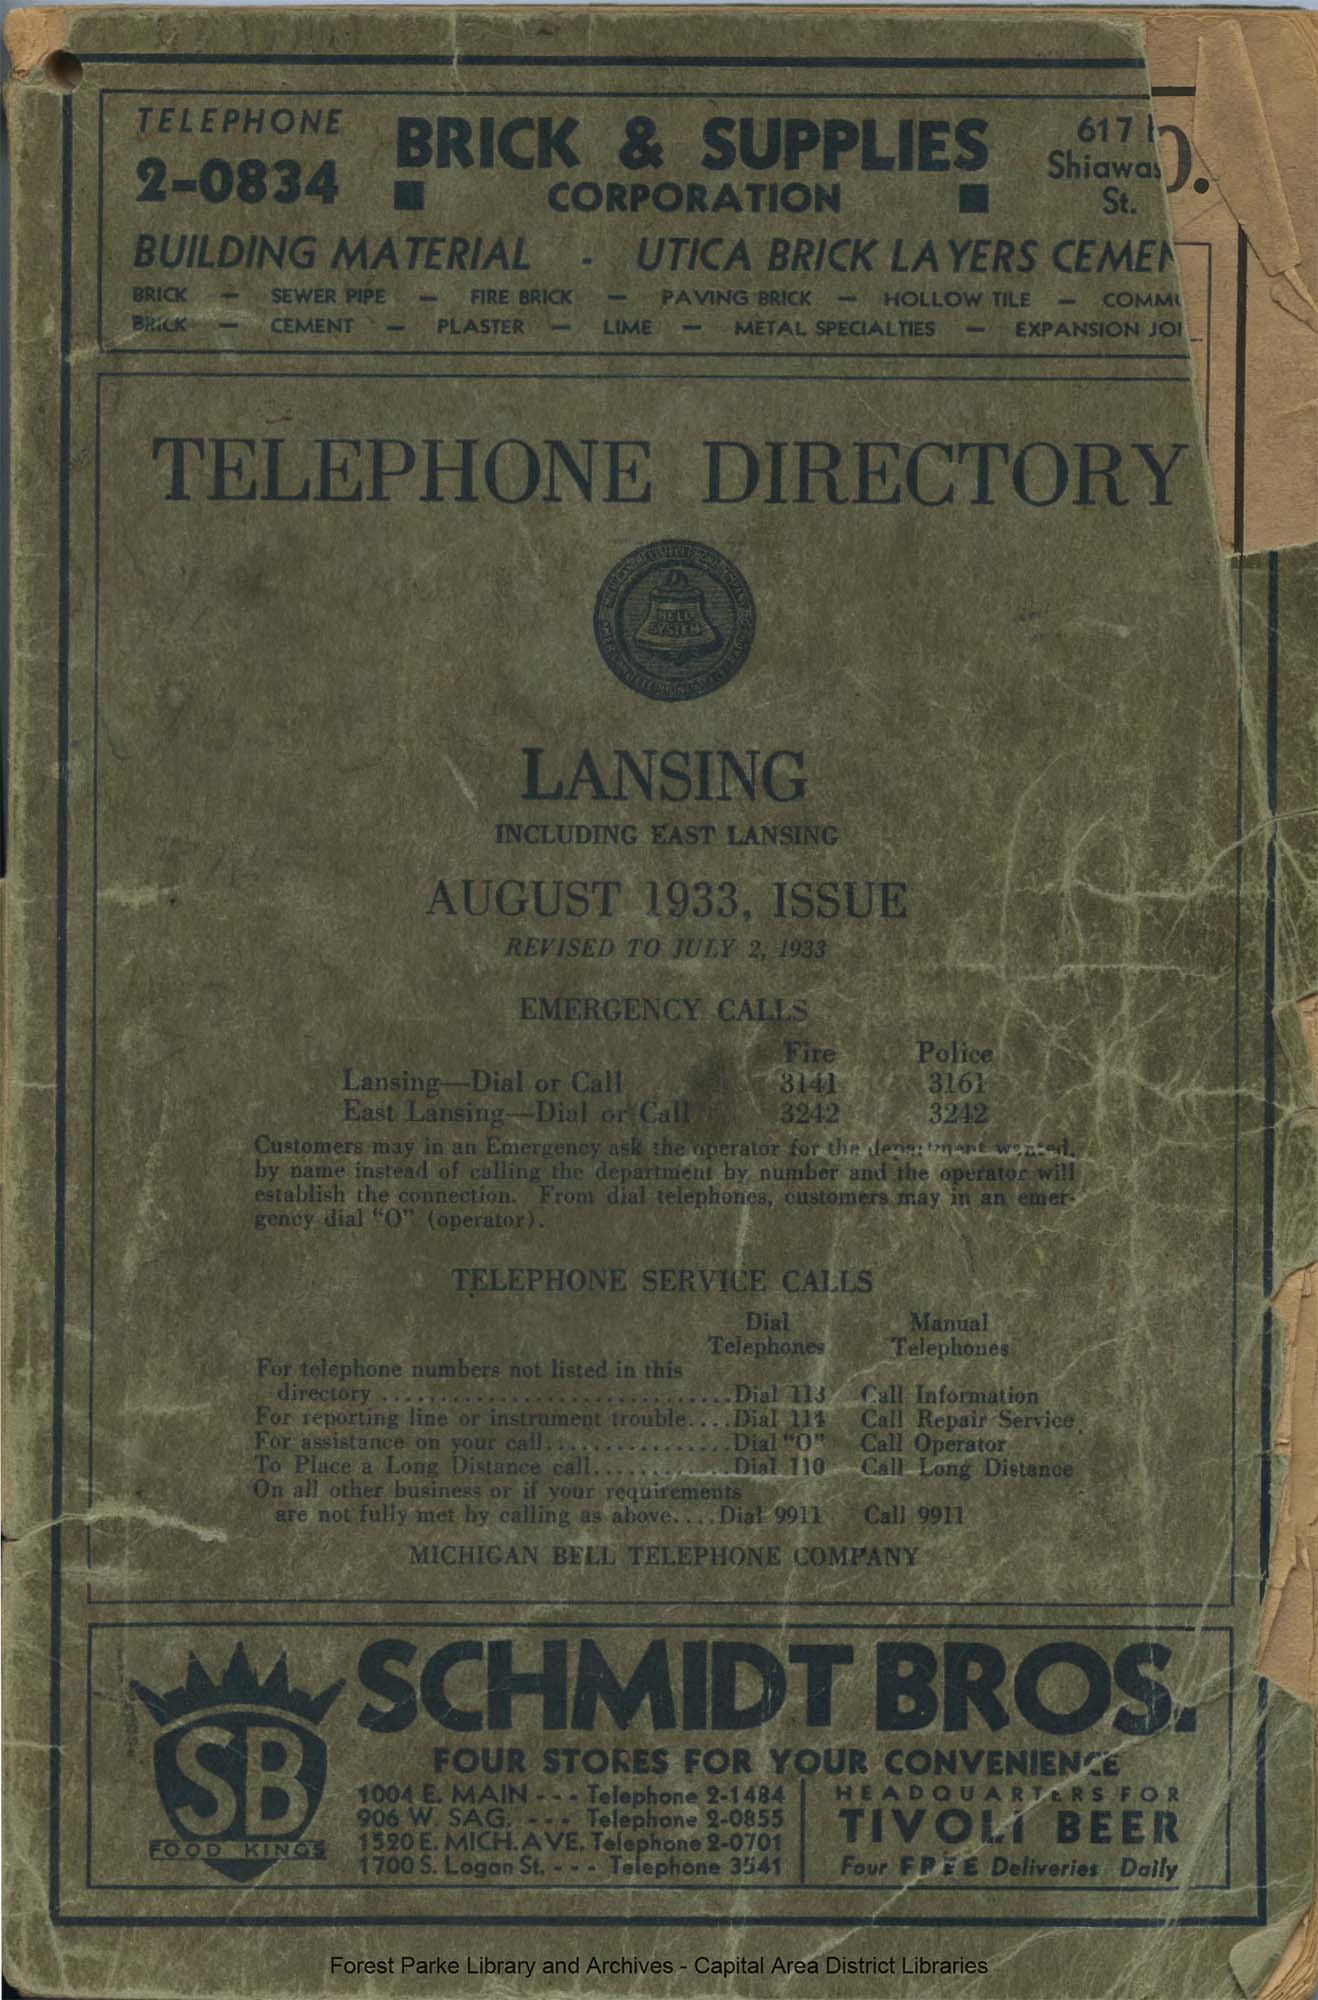 TELEPHONE
2-0834
BRICK & SUPPLIES
CORPORATION
617
St.
O.
BUILDING MATERIAL - UTICA BRICK LAYERS
BRICK — SEWER PIPE — FIRE BRICK — PAVING BRICK — HOLLOW TILE —
BRICK — CEMENT — PLASTER — LIME — METAL SPECIALTIES — EXPANSION
TELEPHONE DIRECTORY
BELL
SYSTEM
LANSING
INCLUDING EAST LANSING
AUGUST 1933, ISSUE
REVISED TO JULY 2, 1933
EMERGENCY CALLS
Fire Police
Lansing—Dial or Call 3141 3161
East Lansing—Dial or Call 3242 3242
Customers may in an Emergency ask the operator for the department wanted,
by name instead of calling the department by number and the operator will
establish the connection. From dial telephones, customers may in an emer-
gency dial "O" (operator).
TELEPHONE SERVICE CALLS
Dial Manual
Telephones Telephones
For telephone numbers not listed in this
directory ..............................Dial 113 Call Information
For reporting line or instrument trouble....Dial 114 Call Repair Service
For assistance on your call................Dial "O" Call Operator
To Place a Long Distance call............Dial 110 Call Long Distance
On all other business or if your requirements
are not fully met by calling as above....Dial 9911 Call 9911
MICHIGAN BELL TELEPHONE COMPANY
SB
FOOD KINGS
SCHMIDT BROS.
FOUR STORES FOR YOUR CONVENIENCE
1004 E. MAIN - - - Telephone 2-1484
906 W. SAG. - - - Telephone 2-0855
1520 E. MICH. AVE. Telephone 2-0701
1700 S. Logan St. - - - Telephone 3541
HEADQUARTERS FOR
TIVOLI BEER
Four FREE Deliveries Daily
Forest Parke Library and Archives - Capital Area District Libraries